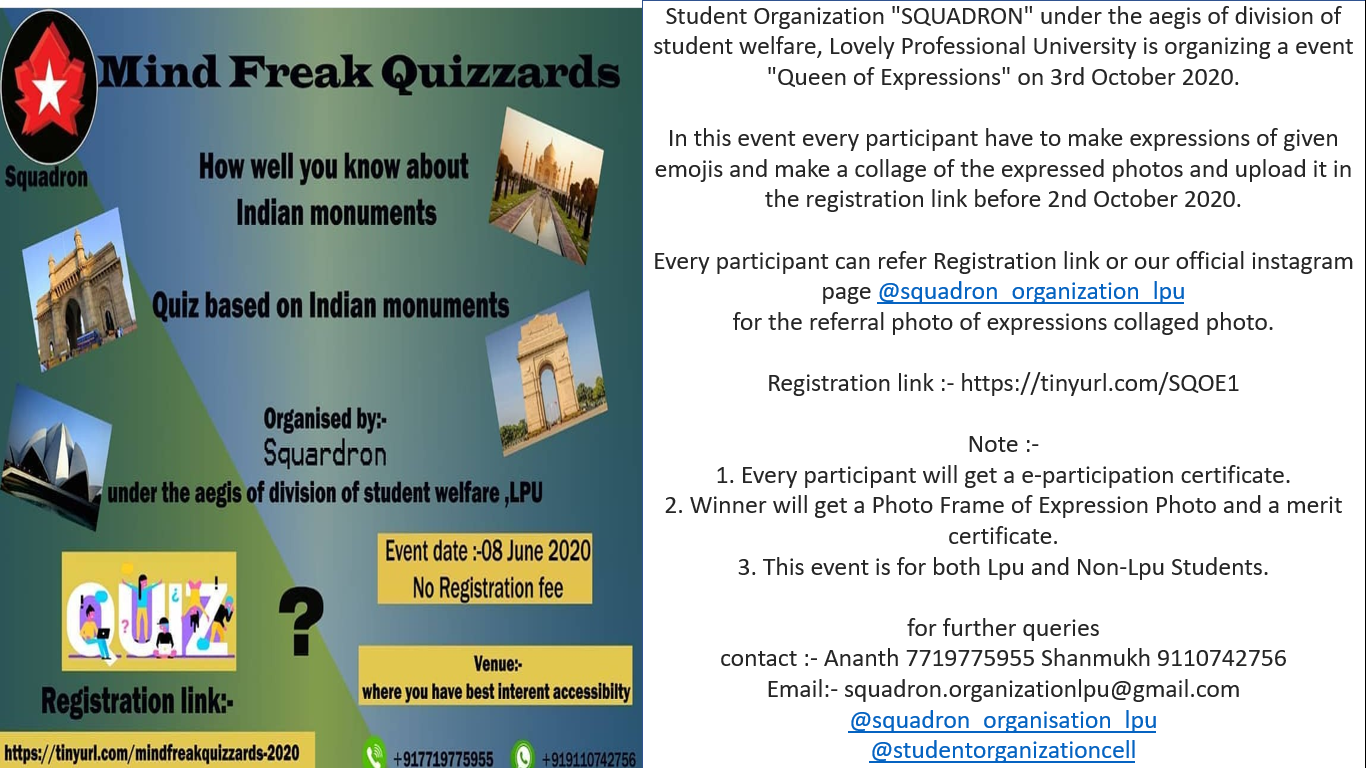 Mind Freak Quizzards
Squadron
How well you know about
Indian monuments
Quiz based on Indian monuments
Organised by:-
Squardron
under the aegis of division of student welfare ,LPU
Event date :-08 June 2020
No Registration fee
QUIZ
?
Venue:-
where you have best interent accessibilty
Registration link:-
https://tinyurl.com/mindfreakquizzards-2020
+917719775955
+919110742756
Student Organization "SQUADRON" under the aegis of division of
student welfare, Lovely Professional University is organizing a event
"Queen of Expressions" on 3rd October 2020.
In this event every participant have to make expressions of given
emojis and make a collage of the expressed photos and upload it in
the registration link before 2nd October 2020.
Every participant can refer Registration link or our official instagram
page @squadron_organization_lpu
for the referral photo of expressions collaged photo.
Registration link :- https://tinyurl.com/SQOE1
Note :-
1. Every participant will get a e-participation certificate.
2. Winner will get a Photo Frame of Expression Photo and a merit
certificate.
3. This event is for both Lpu and Non-Lpu Students.
for further queries
contact :- Ananth 7719775955 Shanmukh 9110742756
Email:- squadron.organizationlpu@gmail.com
@squadron_organisation_lpu
@studentorganizationcell